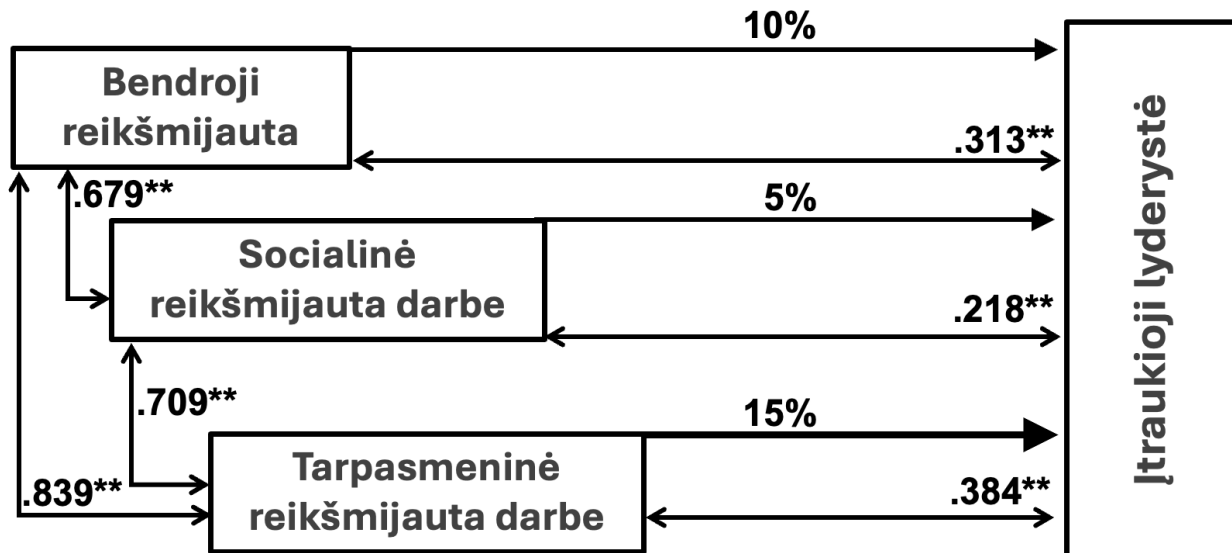 10%
Bendroji
reikšmijauta
.313**
.679**
5%
Socialinė
reikšmijauta darbe
.218**
.709**
15%
Tarpasmeninė
reikšmijauta darbe
.839**
.384**
Įtraukioji lyderystė